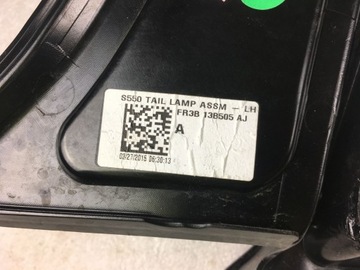 S550 TAIL LAMP ASSM - LH
FR3B 13B505 AJ
A
03/27/2015 06:30:13